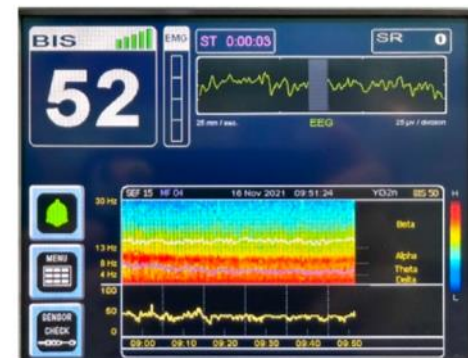 BIS
EMG
ST 0:00:03
SR 0
52
25 mm / sec.
EEG
25 µv / division
SEF 15
MF 04
16 Nov 2021 09:51:24
BIS 50
30 Hz
H
Beta
13 Hz
Alpha
8 Hz
Theta
4 Hz
Delta
L
MENU
100
50
0
SENSOR
CHECK
09:00 09:10 09:20 09:30 09:40 09:50